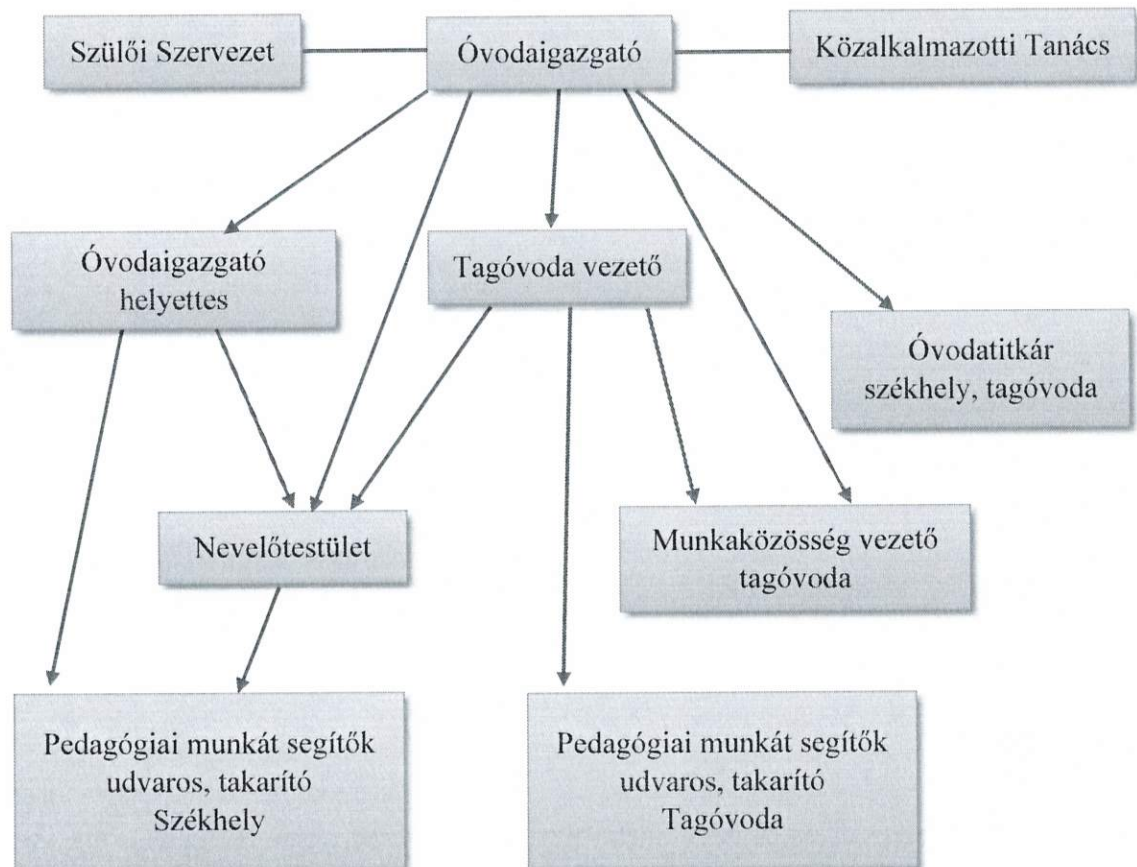 Szülői Szervezet
Óvodaigazgató
Közalkalmazotti Tanács
Óvodaigazgató
helyettes
Tagóvoda vezető
Óvodatitkár
székhely, tagóvoda
Nevelőtestület
Munkaközösség vezető
tagóvoda
Pedagógiai munkát segítők
udvaros, takarító
Székhely
Pedagógiai munkát segítők
udvaros, takarító
Tagóvoda